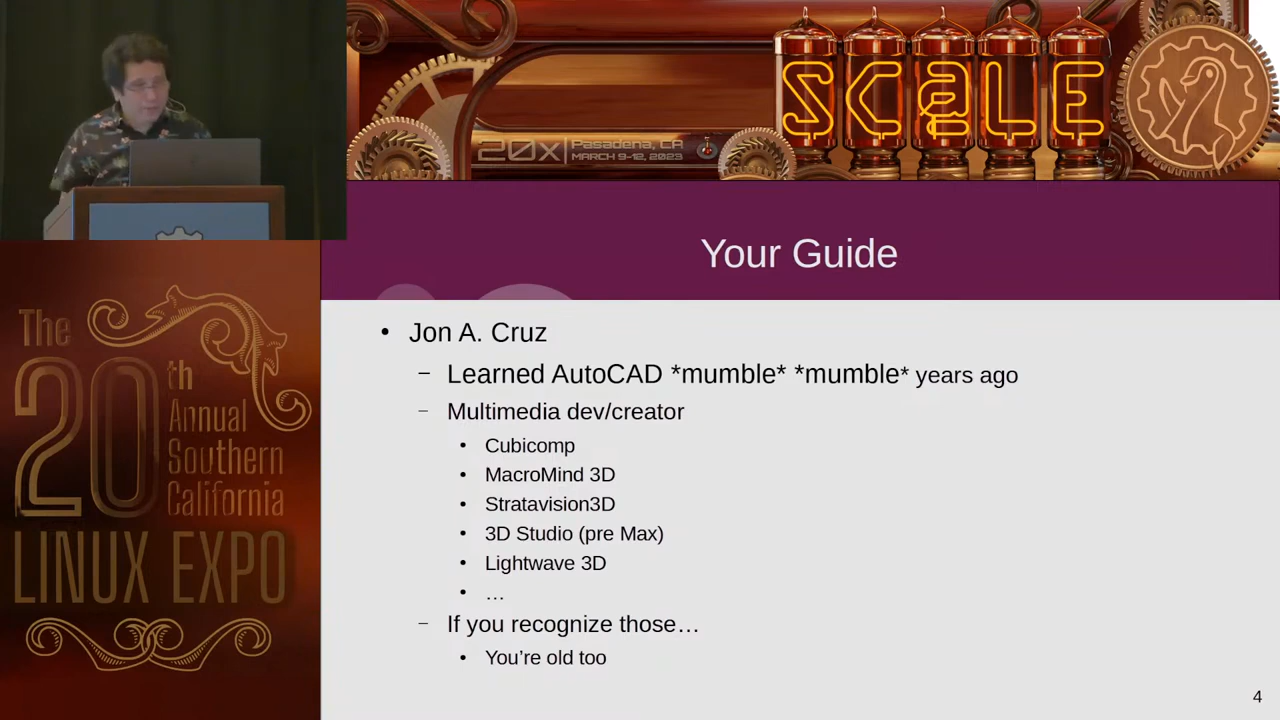 SC@LE
20x Pasadena, CA
MARCH 9-12, 2023
The
20th
Annual
Southern
California
LINUX EXPO
Your Guide
• Jon A. Cruz
– Learned AutoCAD *mumble* *mumble* years ago
– Multimedia dev/creator
• Cubicomp
• MacroMind 3D
• Stratavision3D
• 3D Studio (pre Max)
• Lightwave 3D
• …
– If you recognize those…
• You’re old too
4